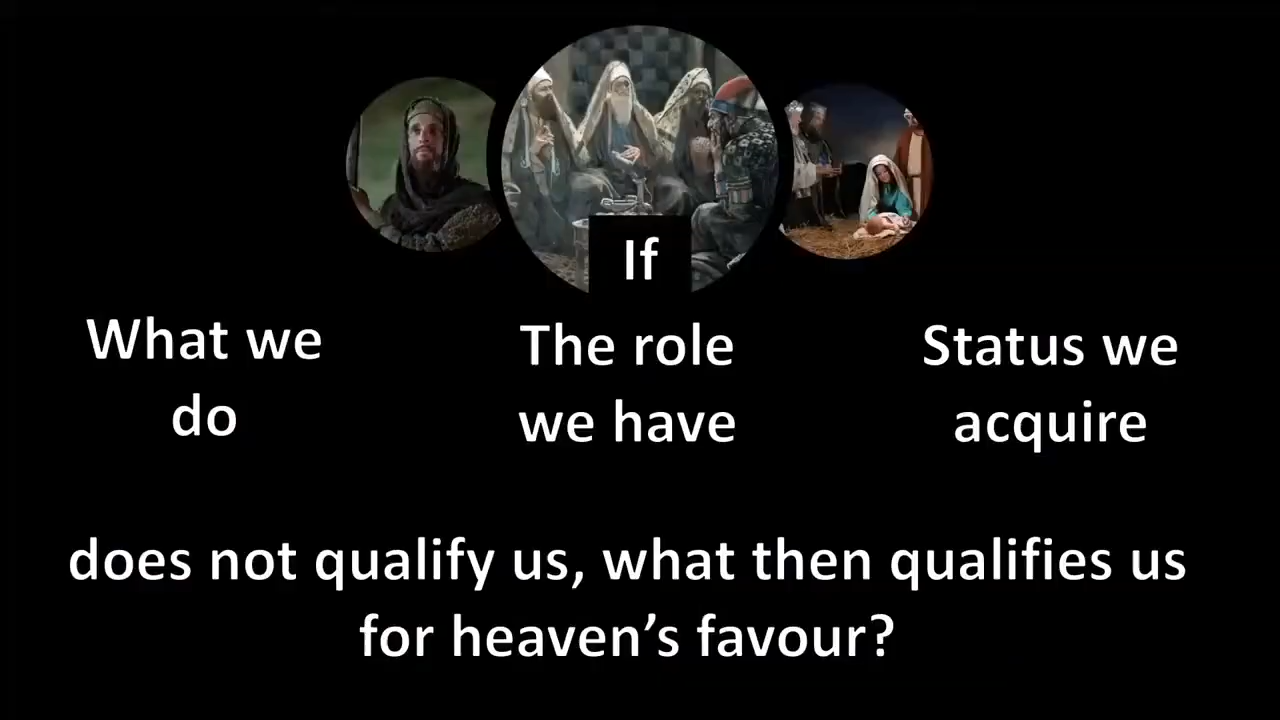 If
What we
do
The role
we have
Status we
acquire
does not qualify us, what then qualifies us
for heaven’s favour?